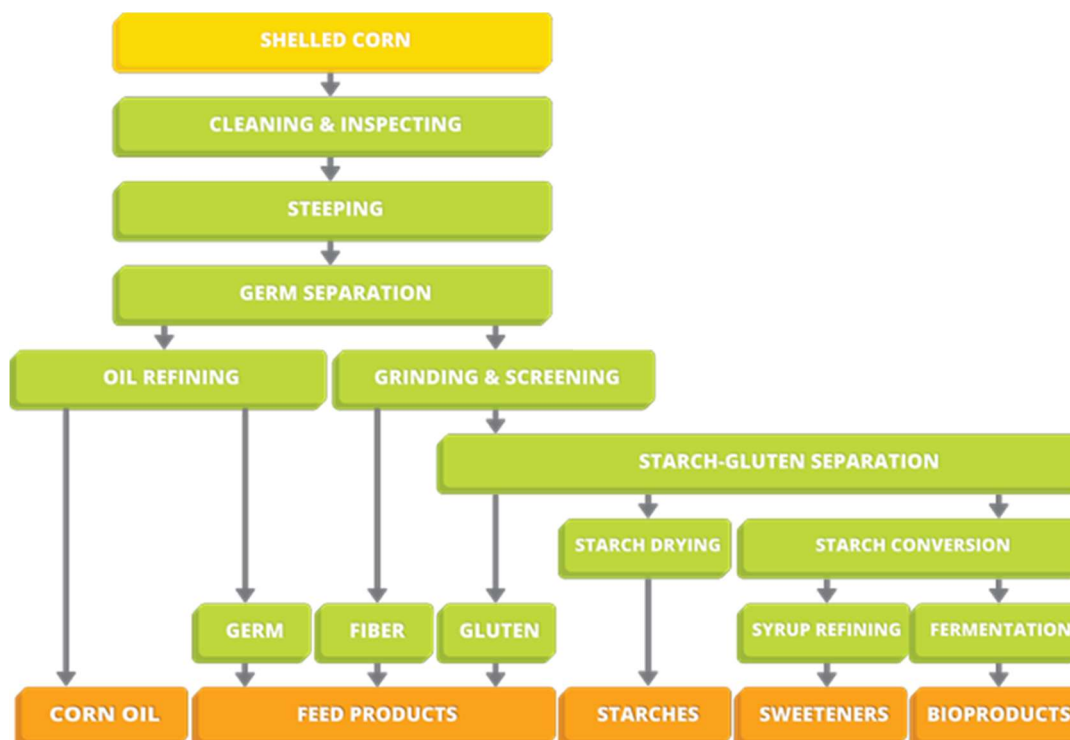 SHELLED CORN
CLEANING & INSPECTING
STEEPING
GERM SEPARATION
OIL REFINING
GRINDING & SCREENING
STARCH-GLUTEN SEPARATION
STARCH DRYING
STARCH CONVERSION
GERM
FIBER
GLUTEN
SYRUP REFINING
FERMENTATION
CORN OIL
FEED PRODUCTS
STARCHES
SWEETENERS
BIOPRODUCTS